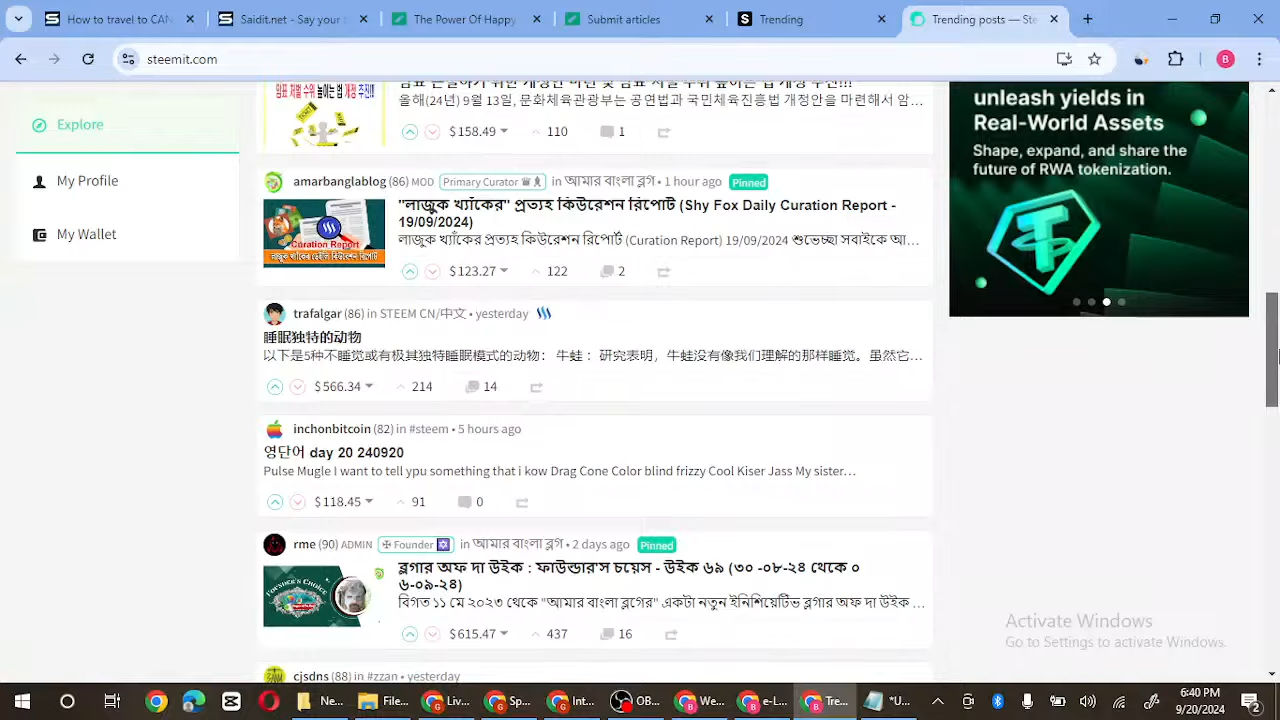 How to travel to CAN
Saidit.net - Say your
The Power Of Happy
Submit articles
Trending
Trending posts — Ste
steemit.com
B
Explore
My Profile
My Wallet
올해(24년) 9월 13일, 문화체육관광부는 공연법과 국민체육진흥법 개정안을 마련해서 암…
$158.49 110 1
amarbanglablog (86) MOD Primary Curator in আমার বাংলা ব্লগ • 1 hour ago Pinned
"লাজুক খ্যাঁকের" প্রত্যহ কিউরেশন রিপোর্ট (Shy Fox Daily Curation Report -
19/09/2024)
লাজুক খ্যাঁকের প্রত্যহ কিউরেশন রিপোর্ট (Curation Report) 19/09/2024 শুভেচ্ছা সবাইকে আ…
Curation Report
$123.27 122 2
trafalgar (86) in STEEM CN/中文 • yesterday
睡眠独特的动物
以下是5种不睡觉或有极其独特睡眠模式的动物： 牛蛙： 研究表明，牛蛙没有像我们理解的那样睡觉。虽然它…
$566.34 214 14
inchonbitcoin (82) in #steem • 5 hours ago
영단어 day 20 240920
Pulse Mugle I want to tell ypu something that i kow Drag Cone Color blind frizzy Cool Kiser Jass My sister…
$118.45 91 0
rme (90) ADMIN Founder in আমার বাংলা ব্লগ • 2 days ago Pinned
ব্লগার অফ দা উইক : ফাউন্ডার'স চয়েস - উইক ৬৯ (৩০ -০৮-২৪ থেকে ০
৬-০৯-২৪)
বিগত ১১ মে ২০২৩ থেকে "আমার বাংলা ব্লগের" একটা নতুন ইনিশিয়েটিভ ব্লগার অফ দা উইক …
FOUNDER'S CHOICE
$615.47 437 16
cjsdns (88) in #zzan • yesterday
unleash yields in
Real-World Assets
Shape, expand, and share the
future of RWA tokenization.
Activate Windows
Go to Settings to activate Windows.
Ne...
File...
Liv...
Sp...
Int...
OB...
We...
e-l...
Tre...
*U...
6:40 PM
9/20/2024
2